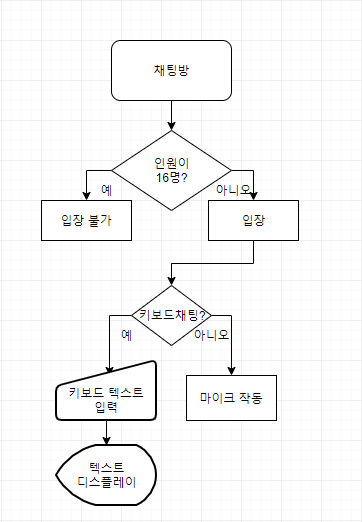 채팅방
인원이
16명?
예
아니오
입장 불가
입장
키보드채팅?
예
아니오
키보드 텍스트
입력
마이크 작동
텍스트
디스플레이